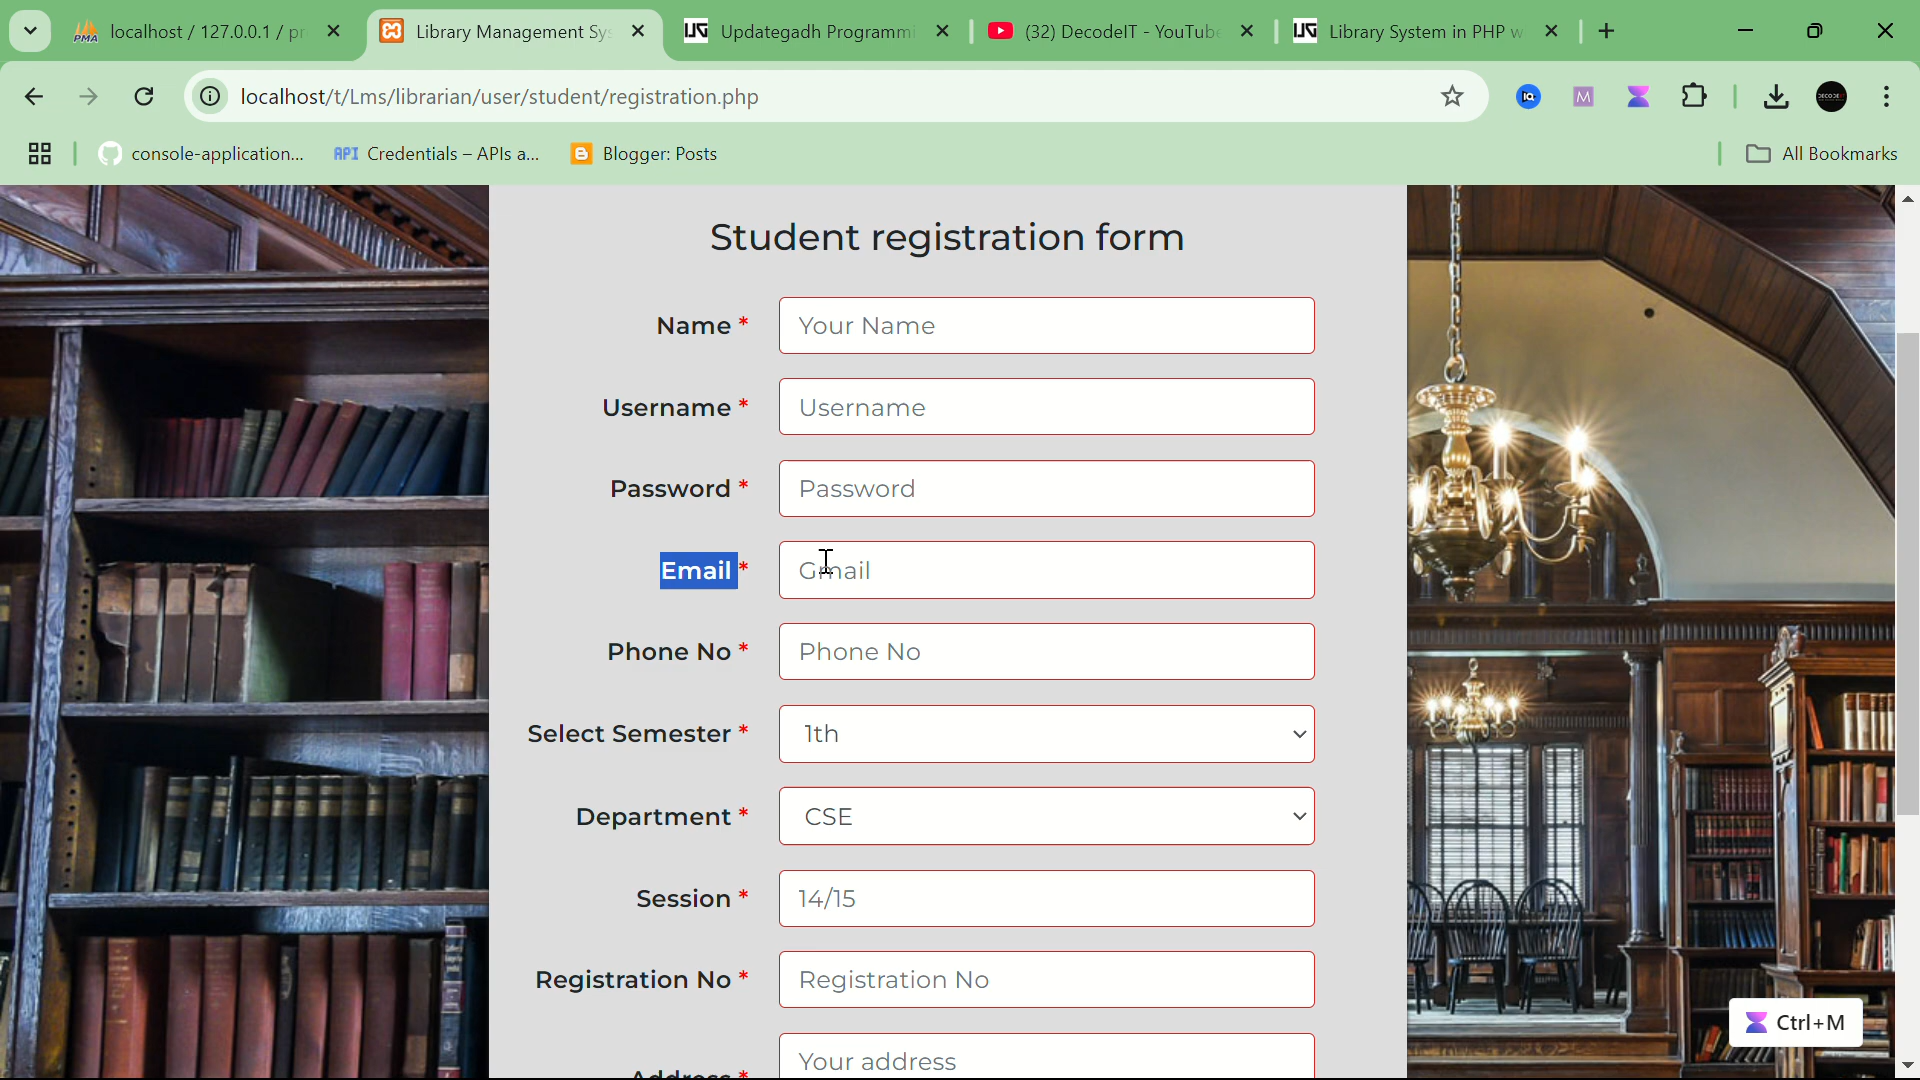 localhost / 127.0.0.1 / pr
Library Management Sys
Updategadh Programmi
(32) DecodeIT - YouTube
Library System in PHP w
localhost/t/Lms/librarian/user/student/registration.php
console-application...
API Credentials – APIs a...
Blogger: Posts
All Bookmarks
Student registration form
Name * Your Name
Username * Username
Password * Password
Email * Gmail
Phone No * Phone No
Select Semester * 1th
Department * CSE
Session * 14/15
Registration No * Registration No
Address * Your address
Ctrl+M